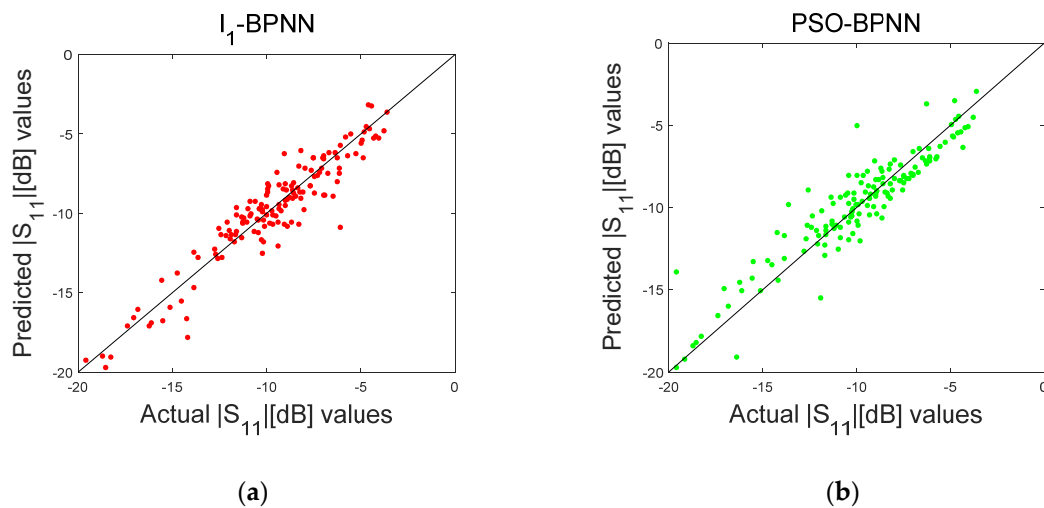 I₁-BPNN
Predicted |S₁₁|[dB] values
0
-5
-10
-15
-20
-20 -15 -10 -5 0
Actual |S₁₁|[dB] values
(a)
PSO-BPNN
Predicted |S₁₁|[dB] values
0
-5
-10
-15
-20
-20 -15 -10 -5 0
Actual |S₁₁|[dB] values
(b)